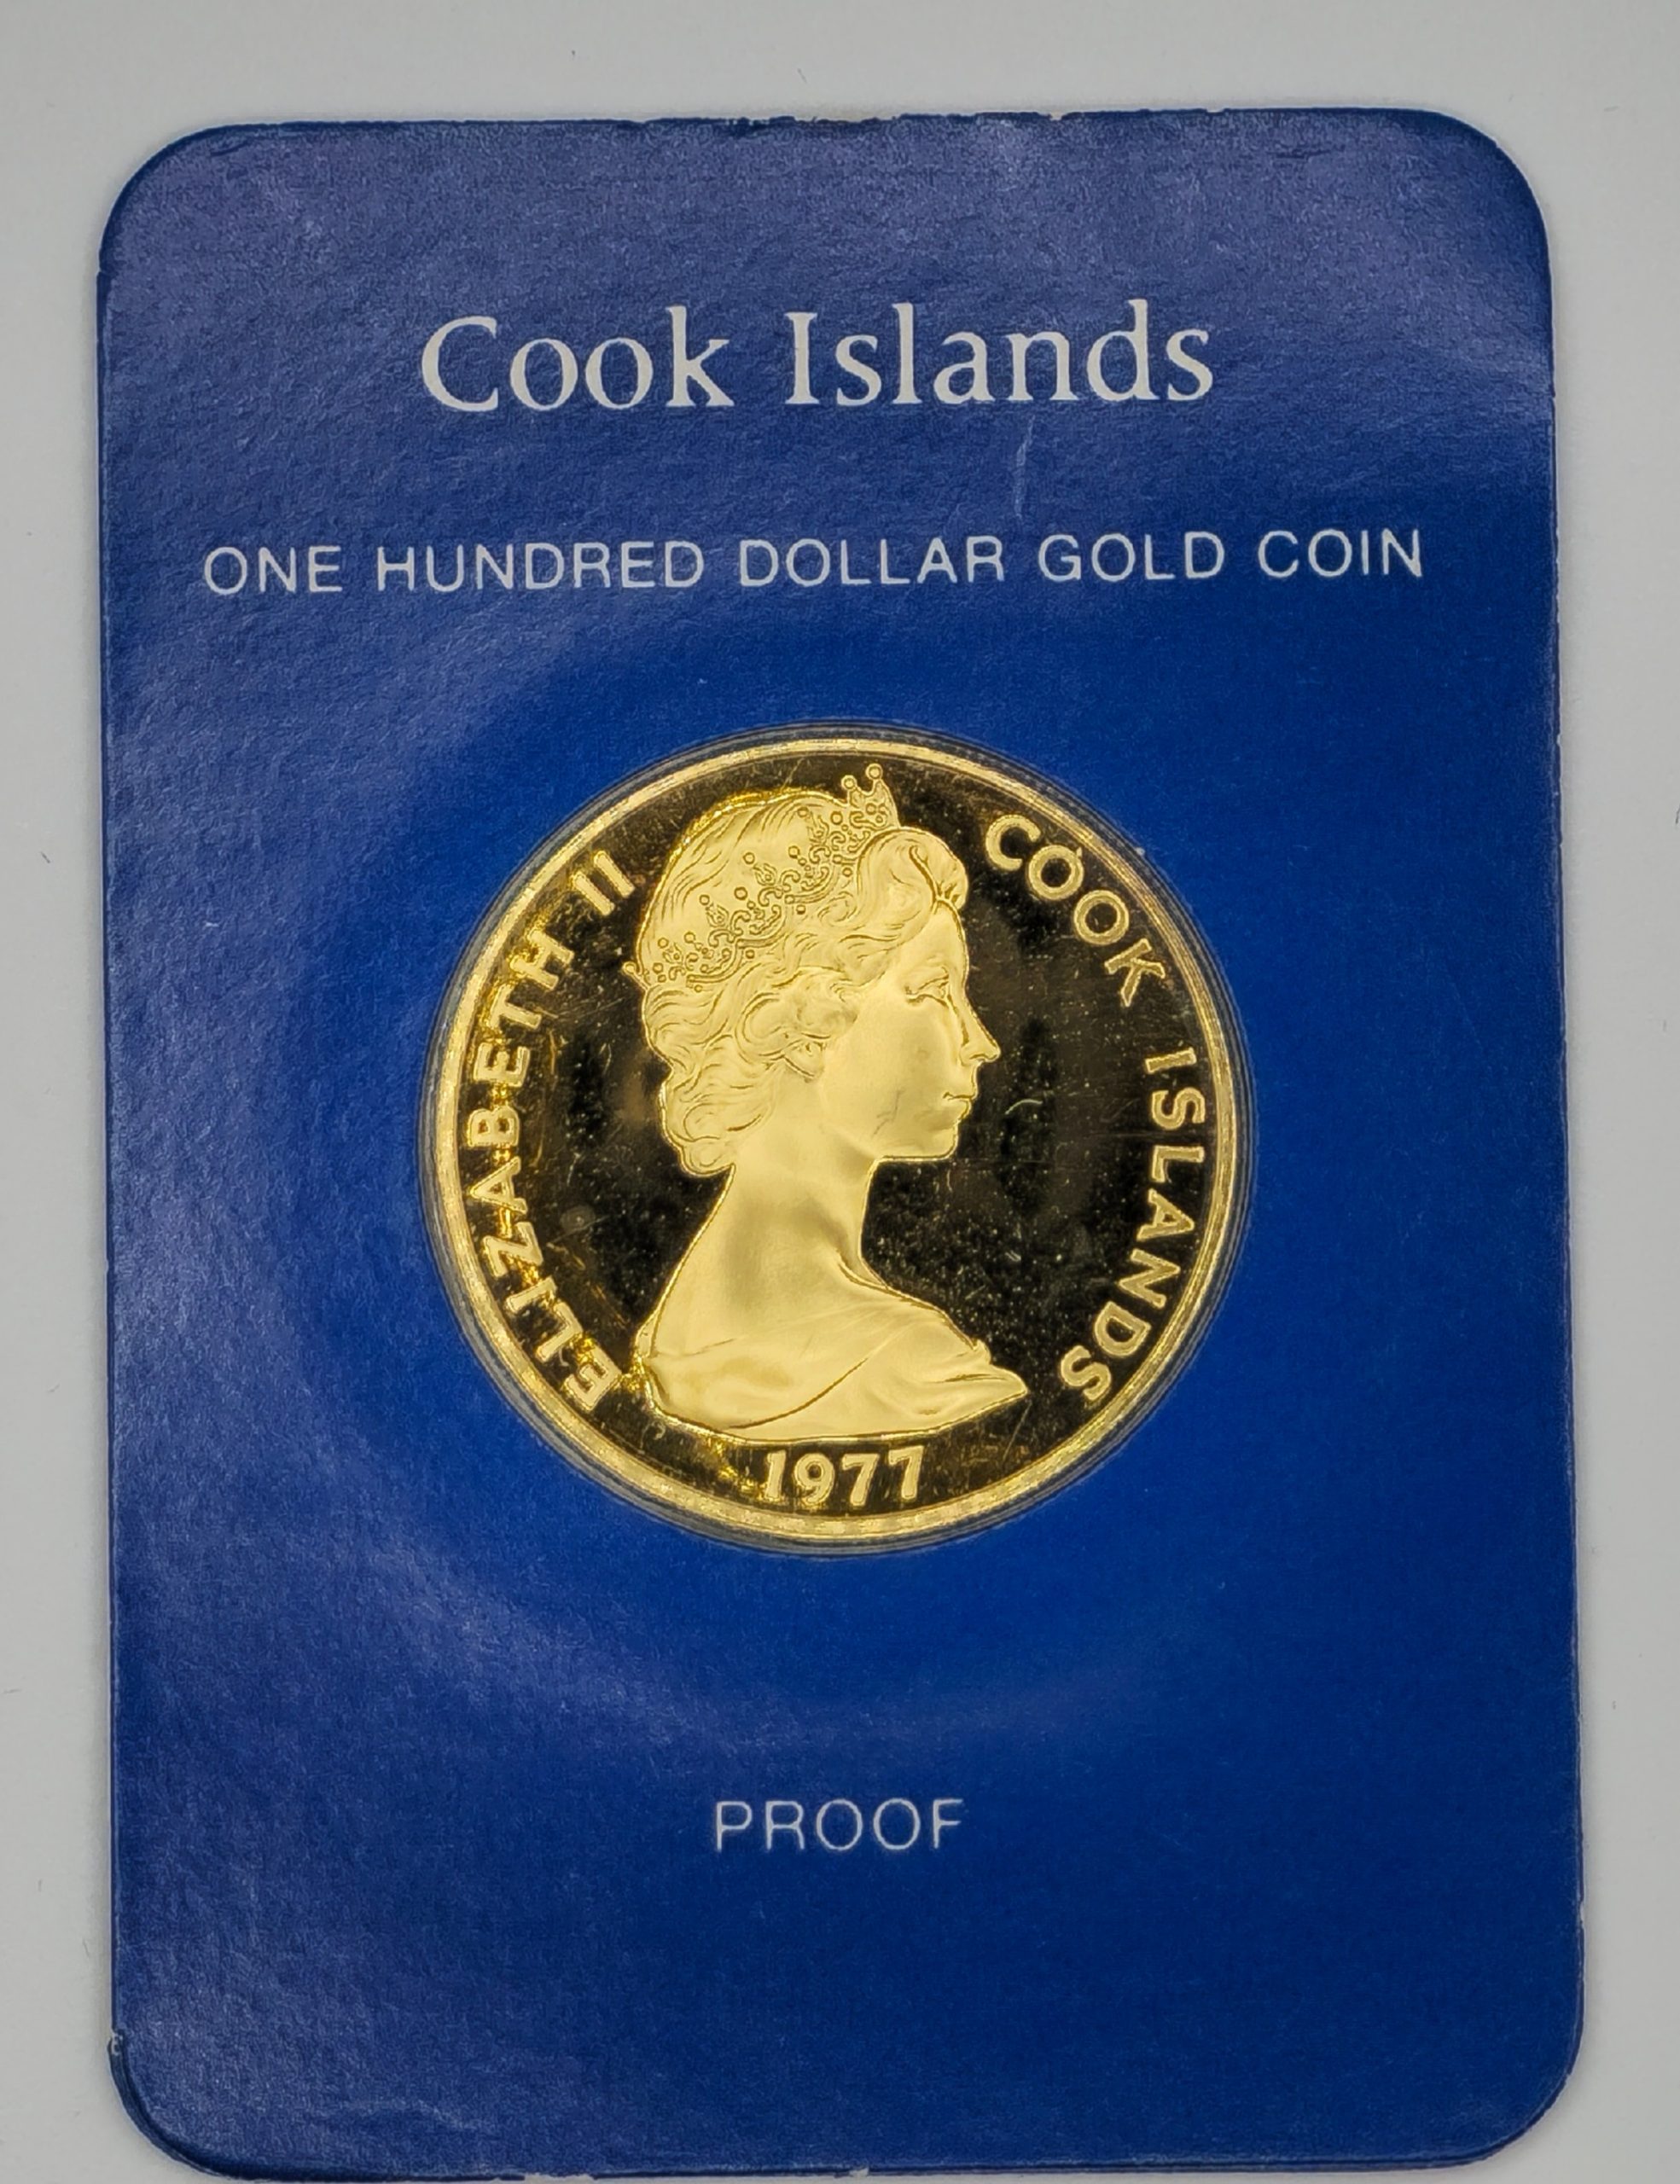 Cook Islands
ONE HUNDRED DOLLAR GOLD COIN
ELIZABETH II
COOK ISLANDS
1977
PROOF